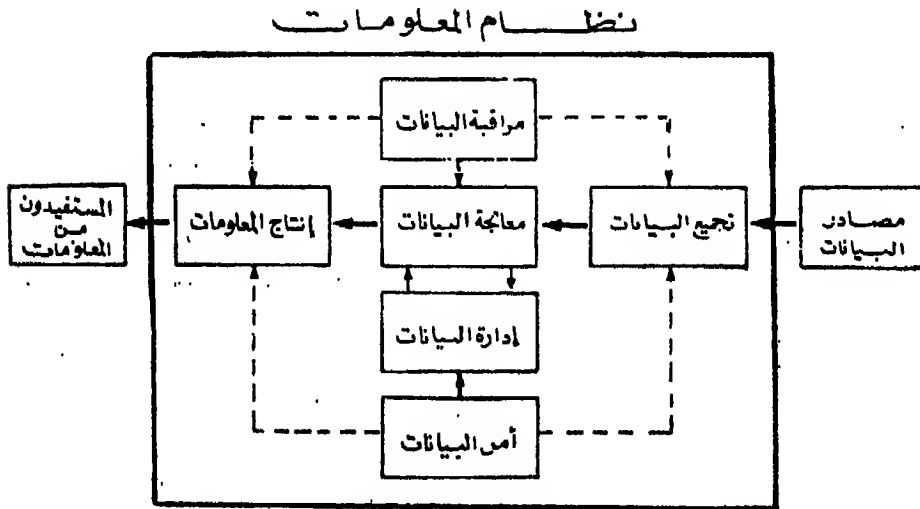 نظام المعلومات
مراقبة البيانات
مصادر
البيانات
تجميع البيانات
معالجة البيانات
إنتاج المعلومات
المستفيدون
من
المعلومات
إدارة البيانات
أمن البيانات